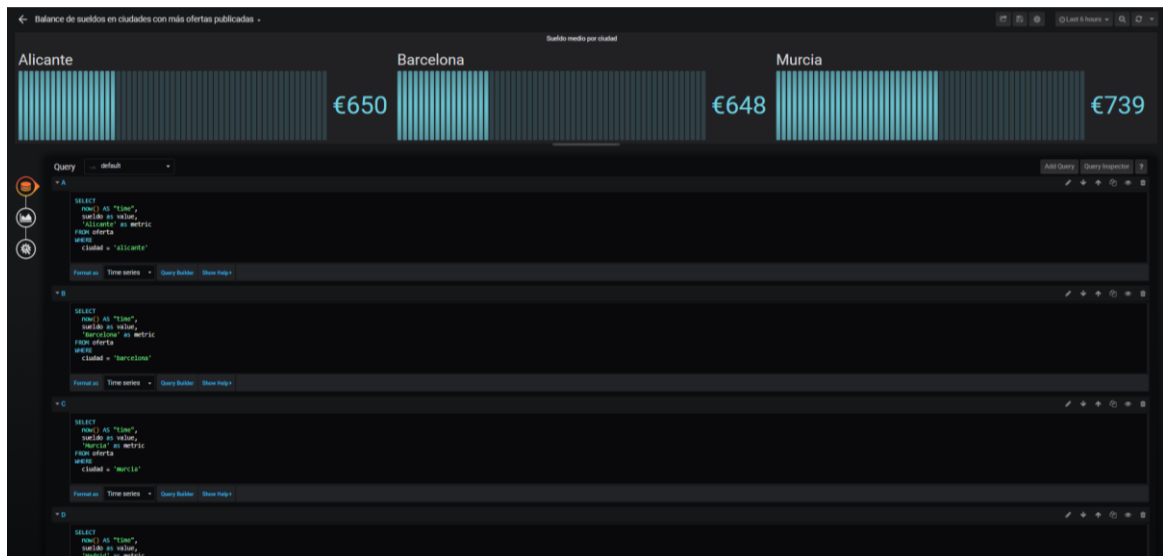 Balance de sueldos en ciudades con más ofertas publicadas
Last 6 hours
Sueldo medio por ciudad
Alicante
Barcelona
Murcia
€650
€648
€739
Query
default
Add Query
Query Inspector
?
A
SELECT
now() AS "time",
sueldo as value,
'Alicante' as metric
FROM oferta
WHERE
ciudad = 'alicante'
Format as Time series Query Builder Show Help
B
SELECT
now() AS "time",
sueldo as value,
'Barcelona' as metric
FROM oferta
WHERE
ciudad = 'barcelona'
Format as Time series Query Builder Show Help
C
SELECT
now() AS "time",
sueldo as value,
'Murcia' as metric
FROM oferta
WHERE
ciudad = 'murcia'
Format as Time series Query Builder Show Help
D
SELECT
now() AS "time",
sueldo as value,
'Madrid' as metric